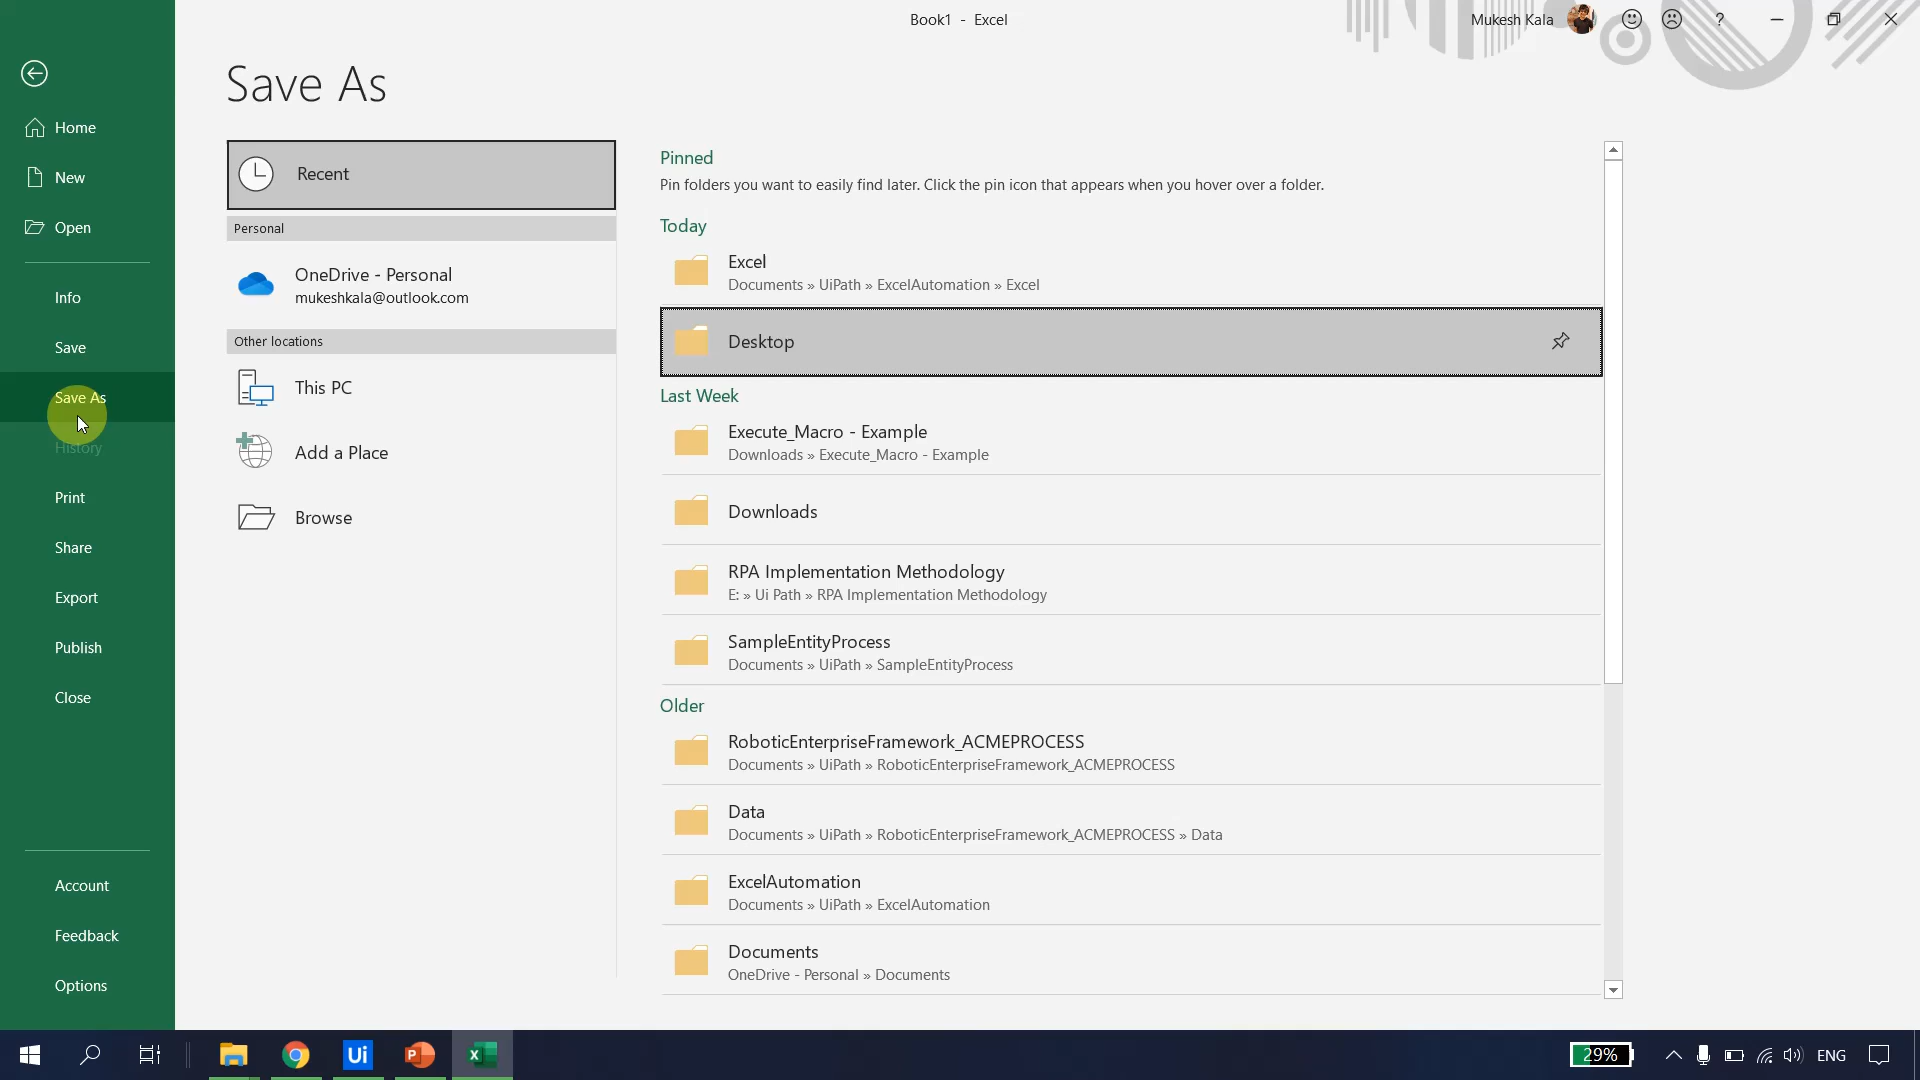 Book1 - Excel
Mukesh Kala
?
Save As
Home
New
Open
Info
Save
Save As
History
Print
Share
Export
Publish
Close
Account
Feedback
Options
Recent
Personal
OneDrive - Personal
mukeshkala@outlook.com
Other locations
This PC
Add a Place
Browse
Pinned
Pin folders you want to easily find later. Click the pin icon that appears when you hover over a folder.
Today
Excel
Documents » UiPath » ExcelAutomation » Excel
Desktop
Last Week
Execute_Macro - Example
Downloads » Execute_Macro - Example
Downloads
RPA Implementation Methodology
E: » Ui Path » RPA Implementation Methodology
SampleEntityProcess
Documents » UiPath » SampleEntityProcess
Older
RoboticEnterpriseFramework_ACMEPROCESS
Documents » UiPath » RoboticEnterpriseFramework_ACMEPROCESS
Data
Documents » UiPath » RoboticEnterpriseFramework_ACMEPROCESS » Data
ExcelAutomation
Documents » UiPath » ExcelAutomation
Documents
OneDrive - Personal » Documents
Ui
P
X
29%
ENG